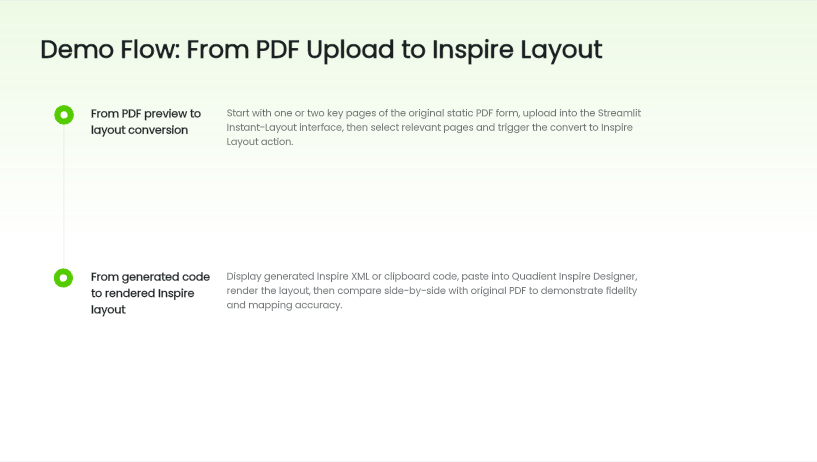 Demo Flow: From PDF Upload to Inspire Layout
From PDF preview to
layout conversion
Start with one or two key pages of the original static PDF form, upload into the Streamlit
Instant-Layout interface, then select relevant pages and trigger the convert to Inspire
Layout action.
From generated code
to rendered Inspire
layout
Display generated Inspire XML or clipboard code, paste into Quadient Inspire Designer,
render the layout, then compare side-by-side with original PDF to demonstrate fidelity
and mapping accuracy.